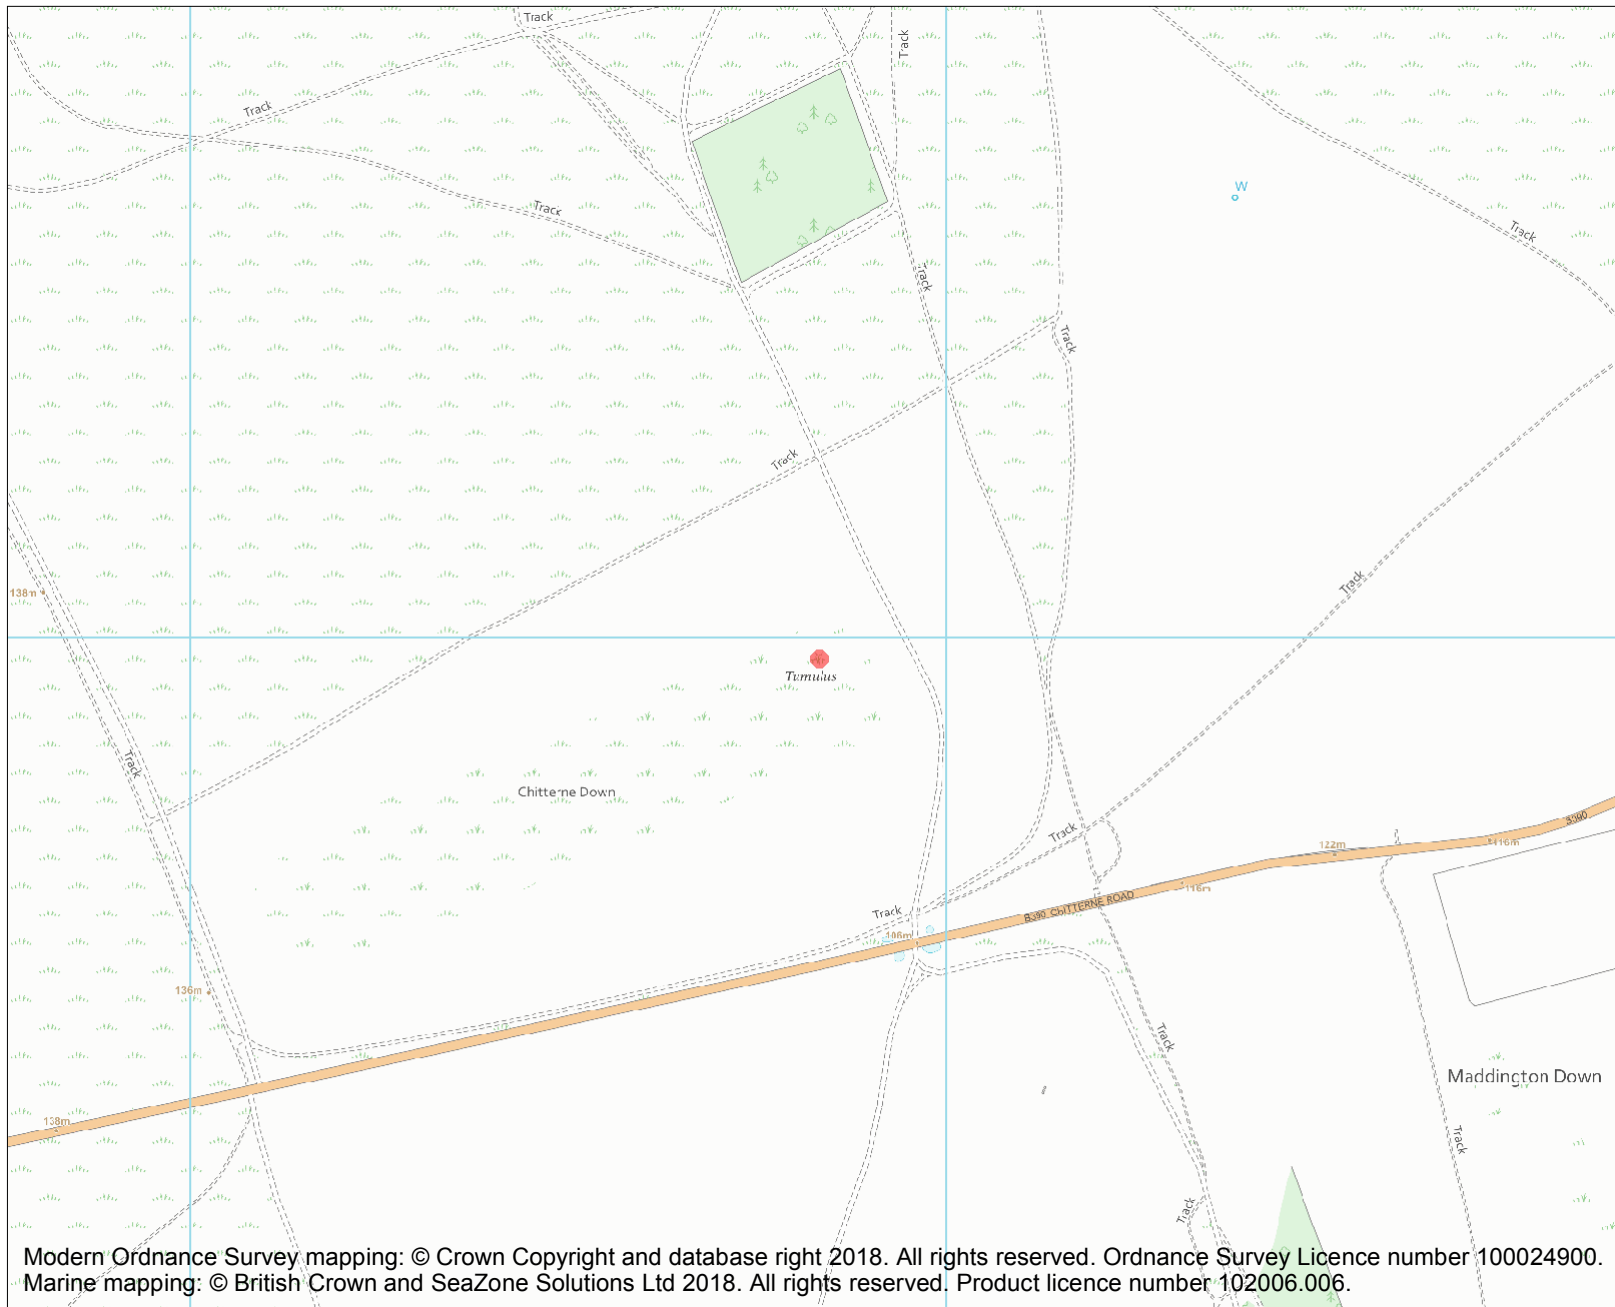 Track
Track
Track
W
Track
Track
Track
Track
Track
138m
Track
Tumulus
Track
Chitterne Down
B390
Track
122m
116m
116m
B390 CHITTERNE ROAD
Track
106m
136m
Track
Maddington Down
138m
Track
Track
Modern Ordnance Survey mapping: © Crown Copyright and database right 2018. All rights reserved. Ordnance Survey Licence number 100024900.
Marine mapping: © British Crown and SeaZone Solutions Ltd 2018. All rights reserved. Product licence number 102006.006.